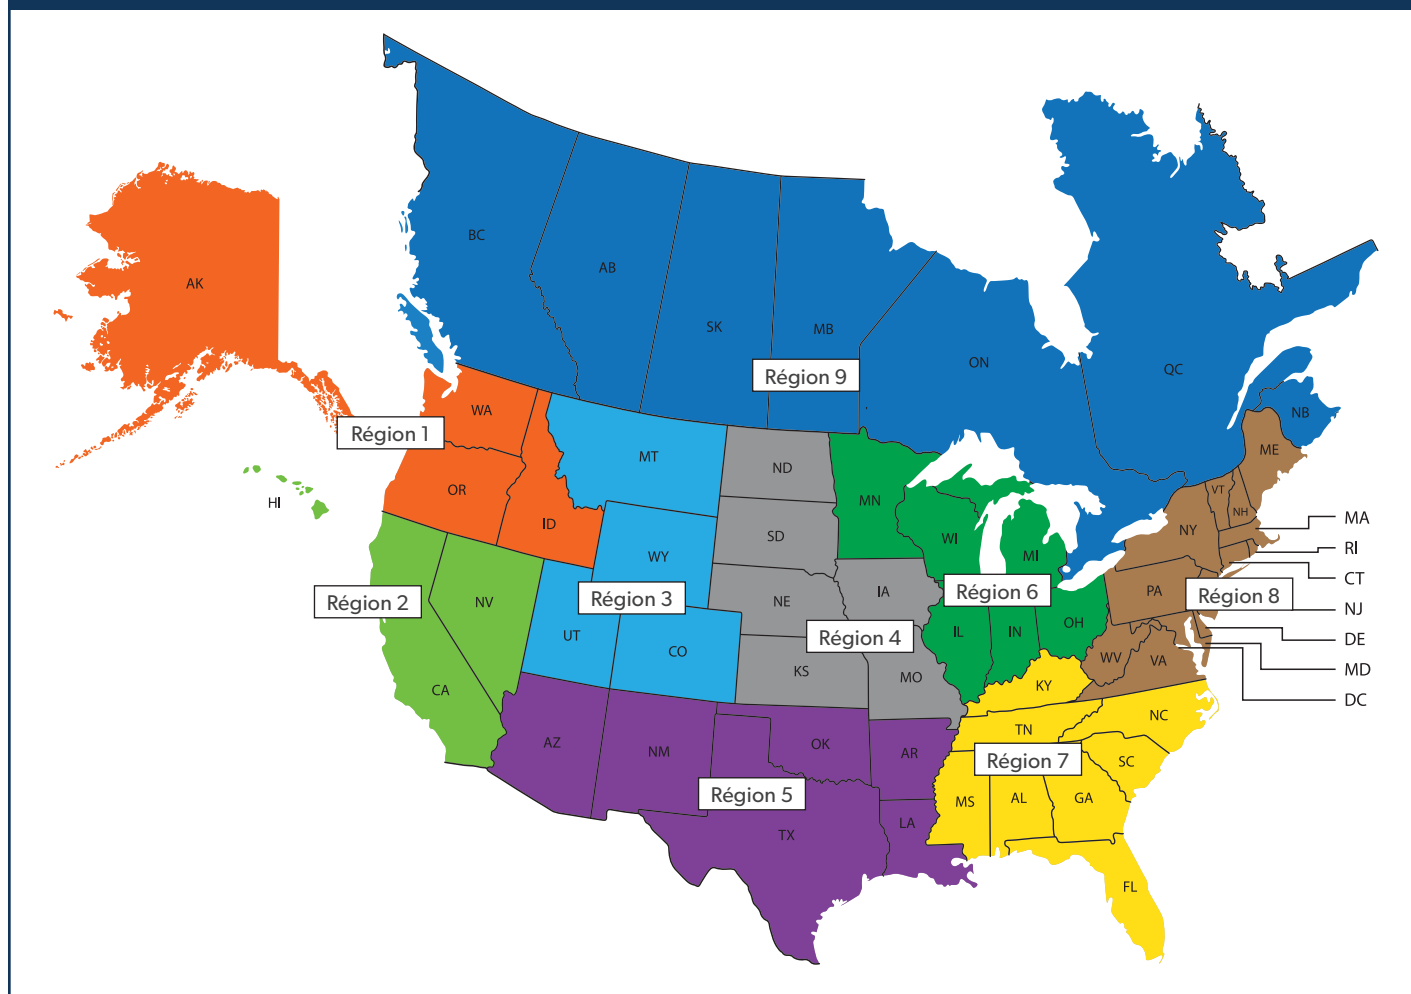 BC
AB
SK
MB
ON
QC
NB
AK
Région 9
WA
Région 1
OR
ID
MT
ND
MN
ME
VT
NH
MA
HI
WY
SD
WI
MI
NY
RI
CT
NV
Région 2
Région 3
NE
IA
Région 6
PA
Région 8
NJ
UT
CO
Région 4
IL
IN
OH
DE
CA
KS
MO
KY
WV
VA
MD
DC
AZ
NM
OK
AR
TN
NC
Région 7
SC
Région 5
TX
LA
MS
AL
GA
FL